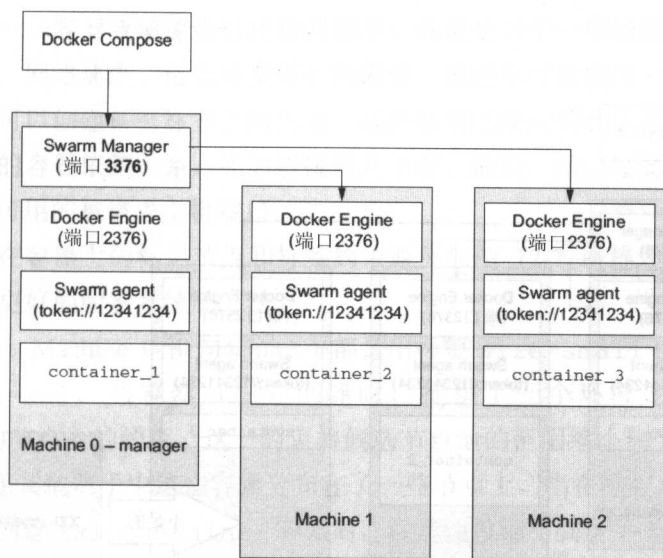 Docker Compose
Swarm Manager
(端口3376)
Docker Engine
(端口2376)
Swarm agent
(token://12341234)
container_1
Machine 0 – manager
Docker Engine
(端口2376)
Swarm agent
(token://12341234)
container_2
Machine 1
Docker Engine
(端口2376)
Swarm agent
(token://12341234)
container_3
Machine 2